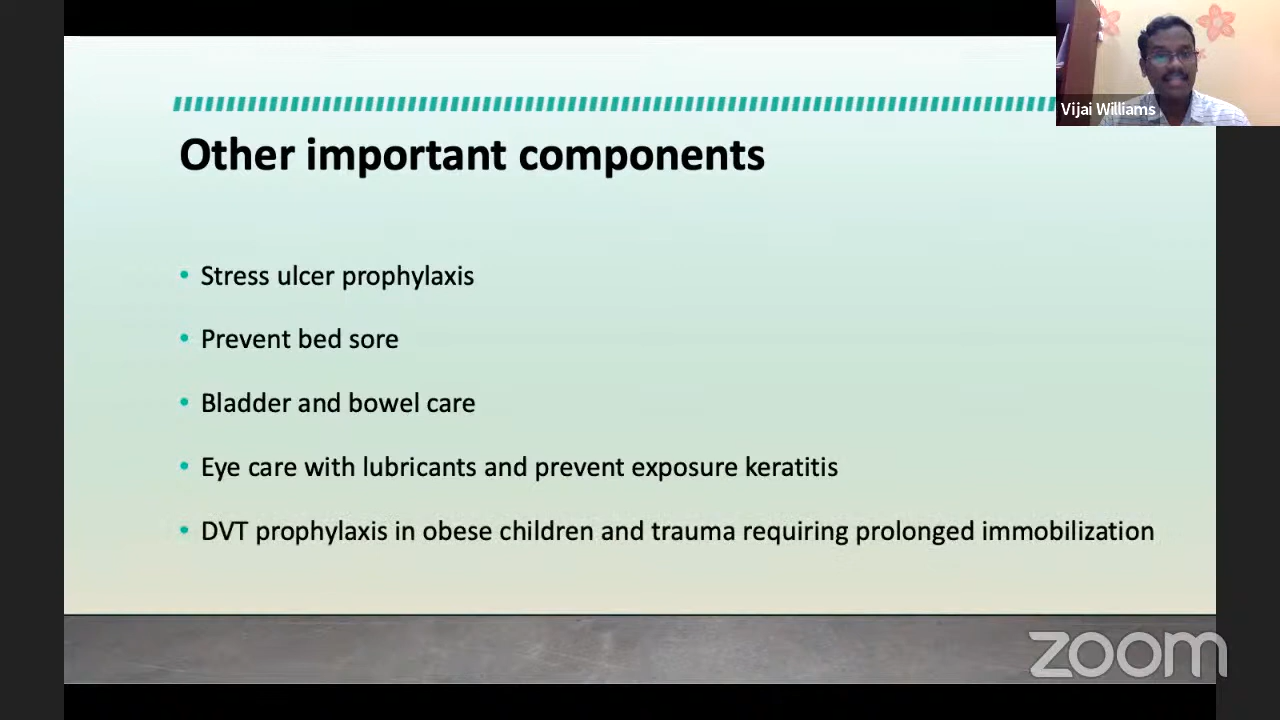 Vijai Williams
Other important components
• Stress ulcer prophylaxis
• Prevent bed sore
• Bladder and bowel care
• Eye care with lubricants and prevent exposure keratitis
• DVT prophylaxis in obese children and trauma requiring prolonged immobilization
zoom